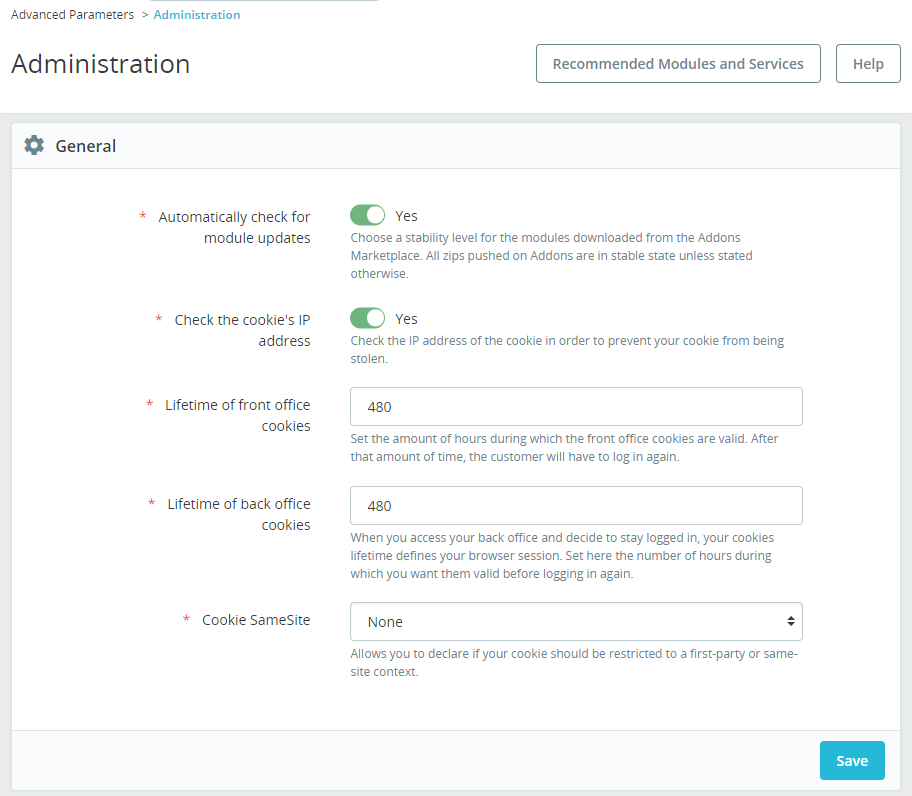 Advanced Parameters > Administration
Administration
Recommended Modules and Services
Help
General
* Automatically check for
module updates
Yes
Choose a stability level for the modules downloaded from the Addons
Marketplace. All zips pushed on Addons are in stable state unless stated
otherwise.
* Check the cookie's IP
address
Yes
Check the IP address of the cookie in order to prevent your cookie from being
stolen.
* Lifetime of front office
cookies
480
Set the amount of hours during which the front office cookies are valid. After
that amount of time, the customer will have to log in again.
* Lifetime of back office
cookies
480
When you access your back office and decide to stay logged in, your cookies
lifetime defines your browser session. Set here the number of hours during
which you want them valid before logging in again.
* Cookie SameSite
None
Allows you to declare if your cookie should be restricted to a first-party or same-
site context.
Save